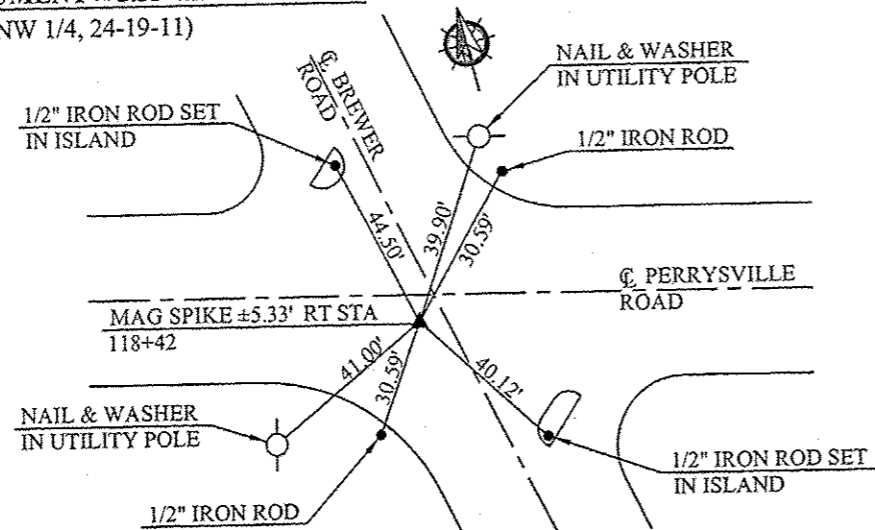 NW 1/4, 24-19-11)
℄ BREWER
ROAD
NAIL & WASHER
IN UTILITY POLE
1/2" IRON ROD SET
IN ISLAND
1/2" IRON ROD
44.50'
39.90'
30.59'
℄ PERRYSVILLE
ROAD
MAG SPIKE ±5.33' RT STA
118+42
41.00'
30.59'
40.12'
NAIL & WASHER
IN UTILITY POLE
1/2" IRON ROD SET
IN ISLAND
1/2" IRON ROD